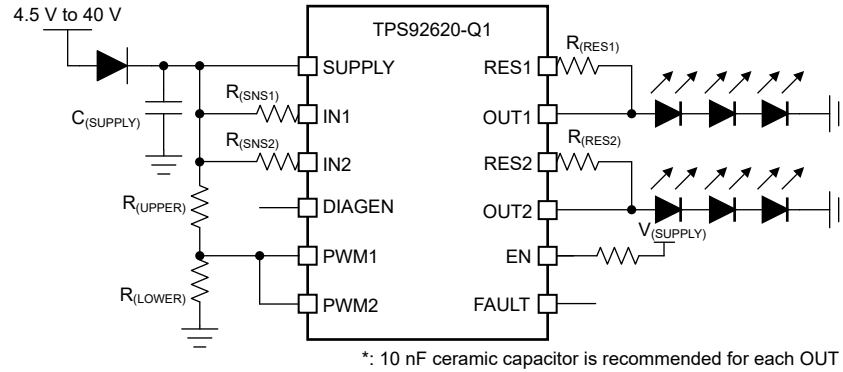 4.5 V to 40 V
TPS92620-Q1
C(SUPPLY)
R(SNS1)
R(SNS2)
R(UPPER)
R(LOWER)
SUPPLY
IN1
IN2
DIAGEN
PWM1
PWM2
RES1
OUT1
RES2
OUT2
EN
FAULT
R(RES1)
R(RES2)
V(SUPPLY)
*: 10 nF ceramic capacitor is recommended for each OUT